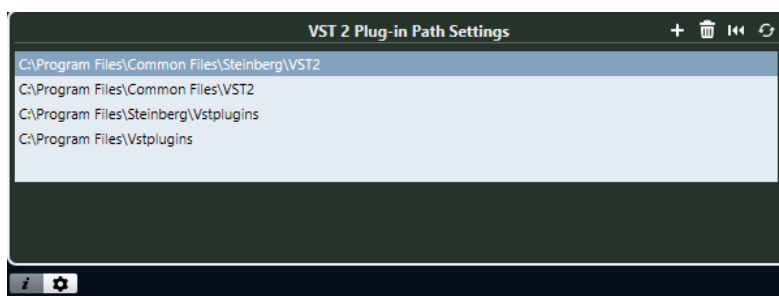 VST 2 Plug-in Path Settings
C:\Program Files\Common Files\Steinberg\VST2
C:\Program Files\Common Files\VST2
C:\Program Files\Steinberg\Vstplugins
C:\Program Files\Vstplugins
i